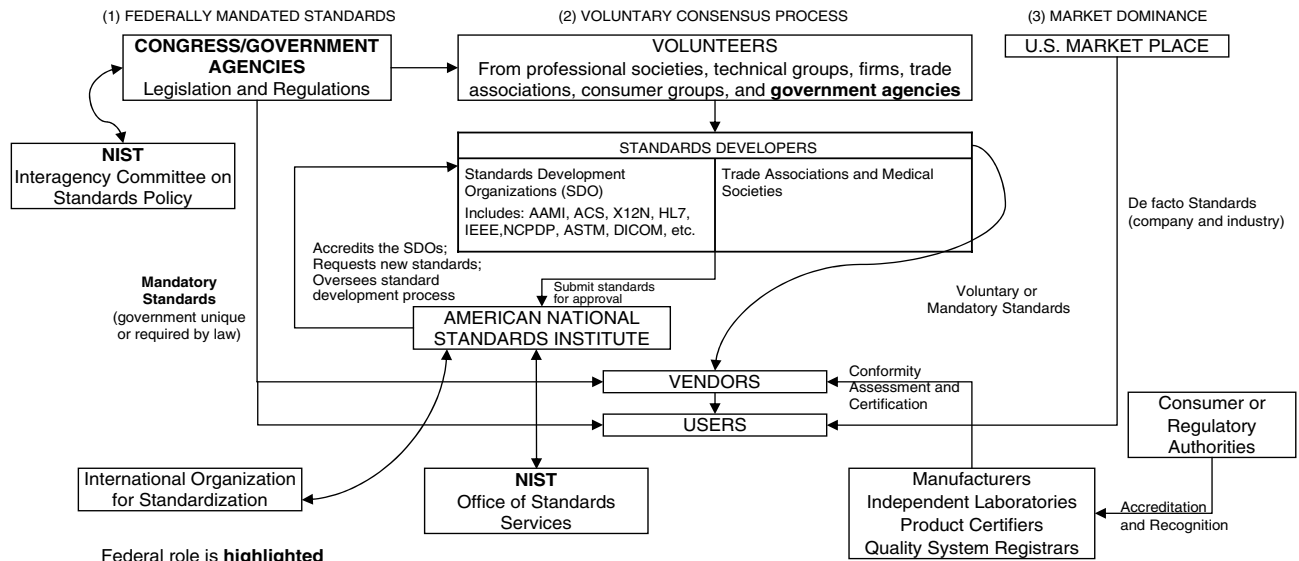 (1) FEDERALLY MANDATED STANDARDS
(2) VOLUNTARY CONSENSUS PROCESS
(3) MARKET DOMINANCE
CONGRESS/GOVERNMENT
AGENCIES
Legislation and Regulations
VOLUNTEERS
From professional societies, technical groups, firms, trade
associations, consumer groups, and government agencies
U.S. MARKET PLACE
NIST
Interagency Committee on
Standards Policy
STANDARDS DEVELOPERS
Standards Development
Organizations (SDO)
Includes: AAMI, ACS, X12N, HL7,
IEEE,NCPDP, ASTM, DICOM, etc.
Trade Associations and Medical
Societies
De facto Standards
(company and industry)
Accredits the SDOs;
Requests new standards;
Oversees standard
development process
Mandatory
Standards
(government unique
or required by law)
Submit standards
for approval
Voluntary or
Mandatory Standards
AMERICAN NATIONAL
STANDARDS INSTITUTE
VENDORS
USERS
Conformity
Assessment and
Certification
Consumer or
Regulatory
Authorities
International Organization
for Standardization
NIST
Office of Standards
Services
Manufacturers
Independent Laboratories
Product Certifiers
Quality System Registrars
Accreditation
and Recognition
Federal role is highlighted